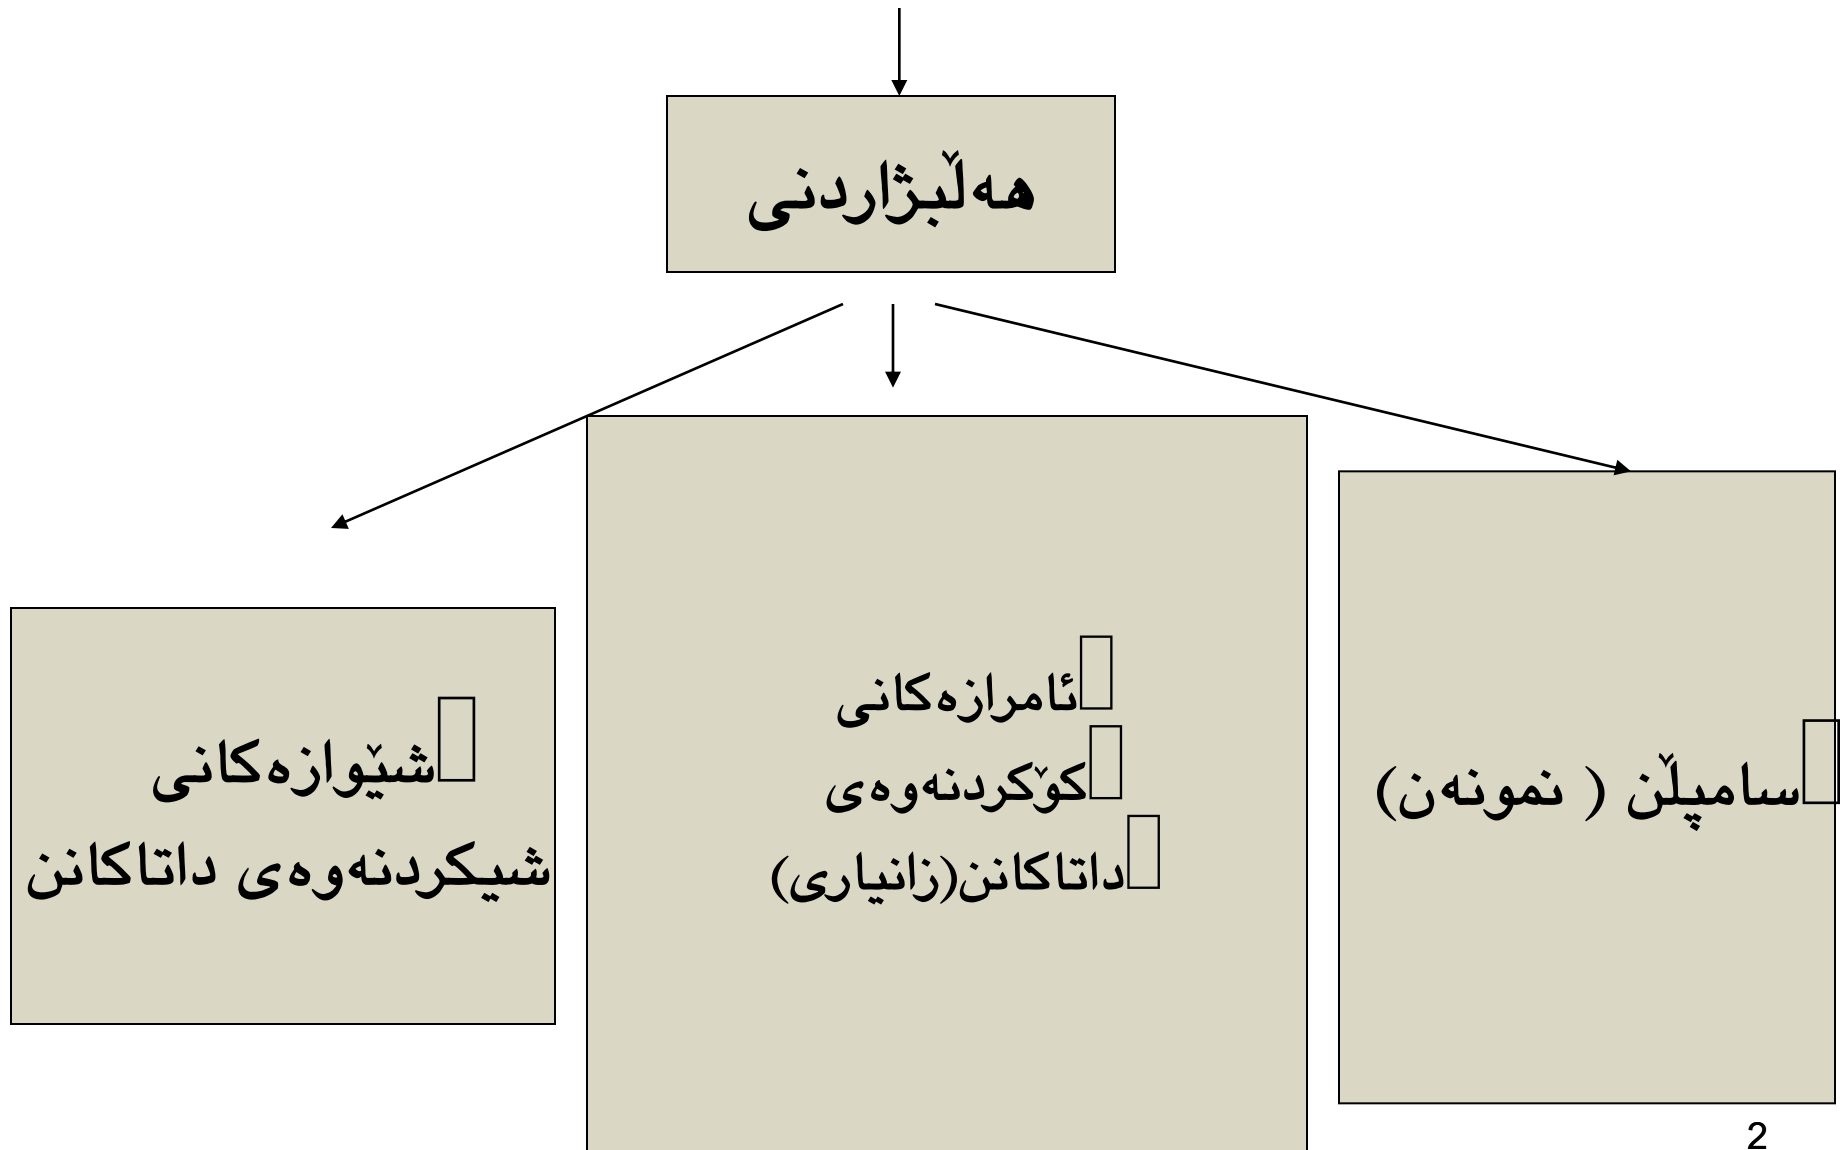 هەڵبژاردنی
سامپڵن ( نمونەن)
ئامرازەکانی
کۆکردنەوەی
داتاکانن(زانیاری)
شێوازەکانی
شیکردنەوەی داتاکانن
2